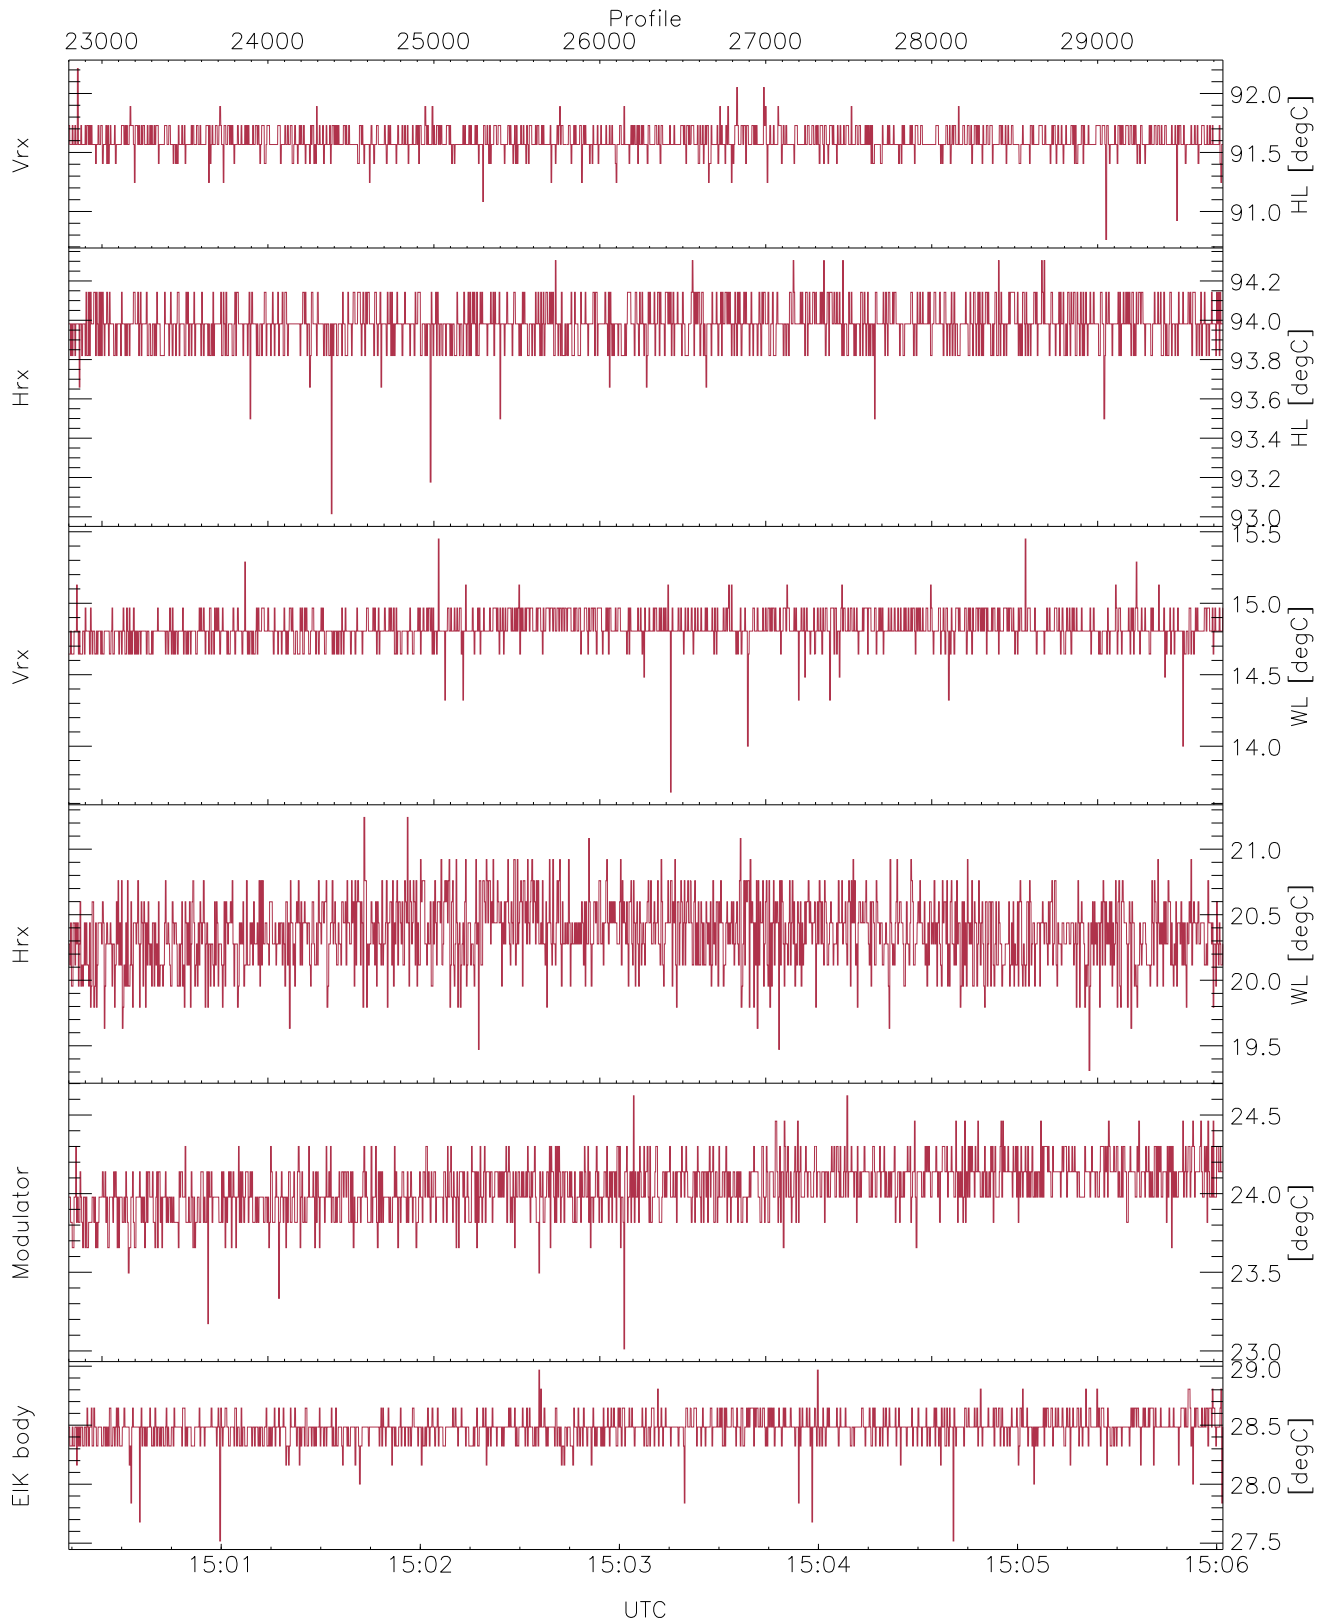 Profile
23000 24000 25000 26000 27000 28000 29000
Vrx
92.0
91.5
91.0
HL [degC]
Hrx
94.2
94.0
93.8
93.6
93.4
93.2
93.0
HL [degC]
Vrx
15.5
15.0
14.5
14.0
WL [degC]
Hrx
21.0
20.5
20.0
19.5
WL [degC]
Modulator
24.5
24.0
23.5
23.0
[degC]
EIK body
29.0
28.5
28.0
27.5
[degC]
15:01 15:02 15:03 15:04 15:05 15:06
UTC